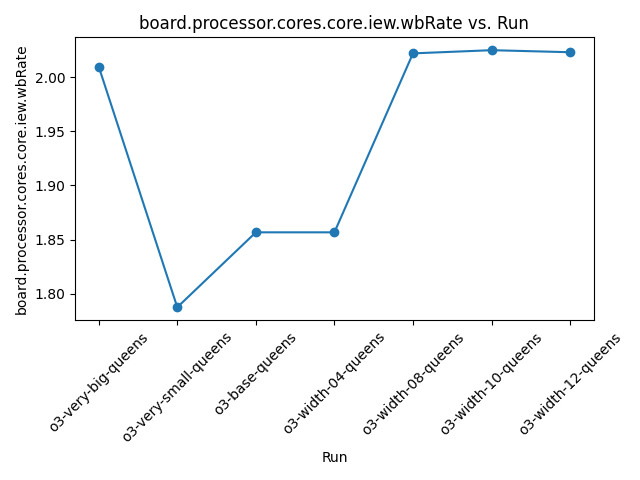 board.processor.cores.core.iew.wbRate vs. Run
board.processor.cores.core.iew.wbRate
2.00
1.95
1.90
1.85
1.80
o3-very-big-queens
o3-very-small-queens
o3-base-queens
o3-width-04-queens
o3-width-08-queens
o3-width-10-queens
o3-width-12-queens
Run